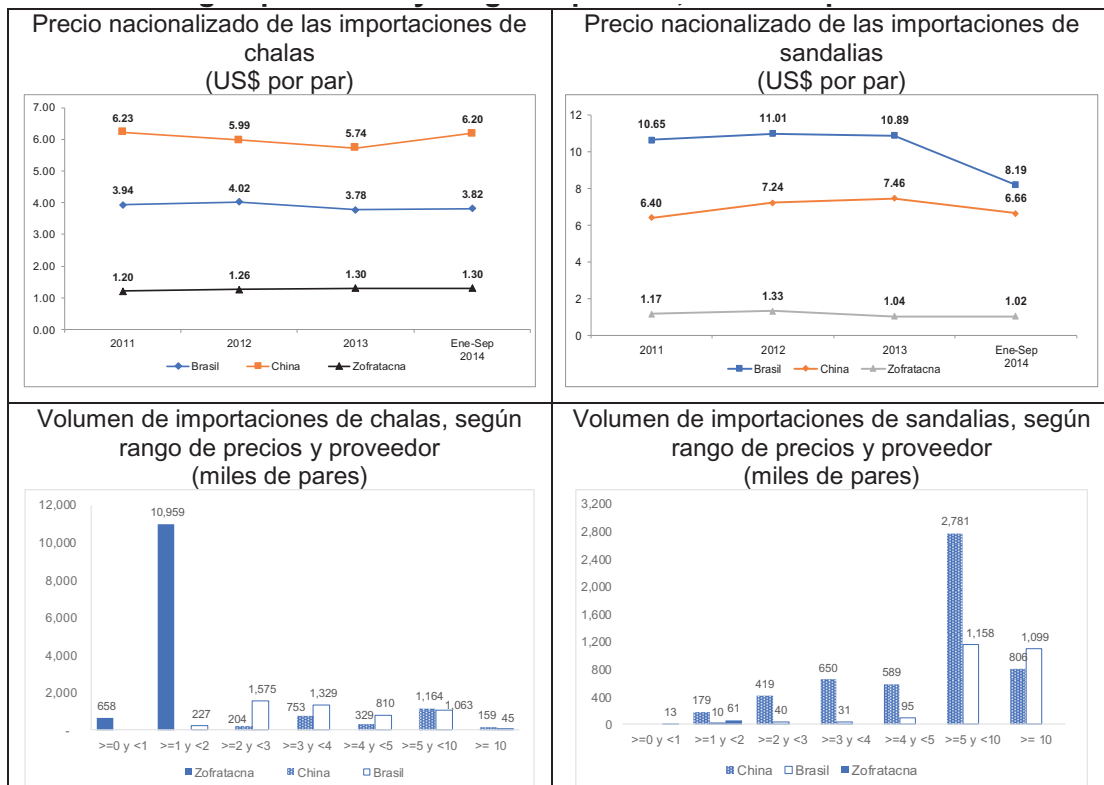 Precio nacionalizado de las importaciones de
chalas
(US$ por par)
7.00
6.00
5.00
4.00
3.00
2.00
1.00
0.00
6.23
5.99
5.74
6.20
3.94
4.02
3.78
3.82
1.20
1.26
1.30
1.30
2011
2012
2013
Ene-Sep
2014
Brasil
China
Zofratacna
Precio nacionalizado de las importaciones de
sandalias
(US$ por par)
12
10
8
6
4
2
0
10.65
11.01
10.89
8.19
6.40
7.24
7.46
6.66
1.17
1.33
1.04
1.02
2011
2012
2013
Ene-Sep
2014
Brasil
China
Zofratacna
Volumen de importaciones de chalas, según
rango de precios y proveedor
(miles de pares)
12,000
10,000
8,000
6,000
4,000
2,000
-
658
10,959
227
204
1,575
753
1,329
329
810
1,164
1,063
159
45
>=0 y <1
>=1 y <2
>=2 y <3
>=3 y <4
>=4 y <5
>=5 y <10
>= 10
Zofratacna
China
Brasil
Volumen de importaciones de sandalias, según
rango de precios y proveedor
(miles de pares)
3,200
2,800
2,400
2,000
1,600
1,200
800
400
0
13
179
10
61
419
40
650
31
589
95
2,781
1,158
806
1,099
>=0 y <1
>=1 y <2
>=2 y <3
>=3 y <4
>=4 y <5
>=5 y <10
>= 10
China
Brasil
Zofratacna